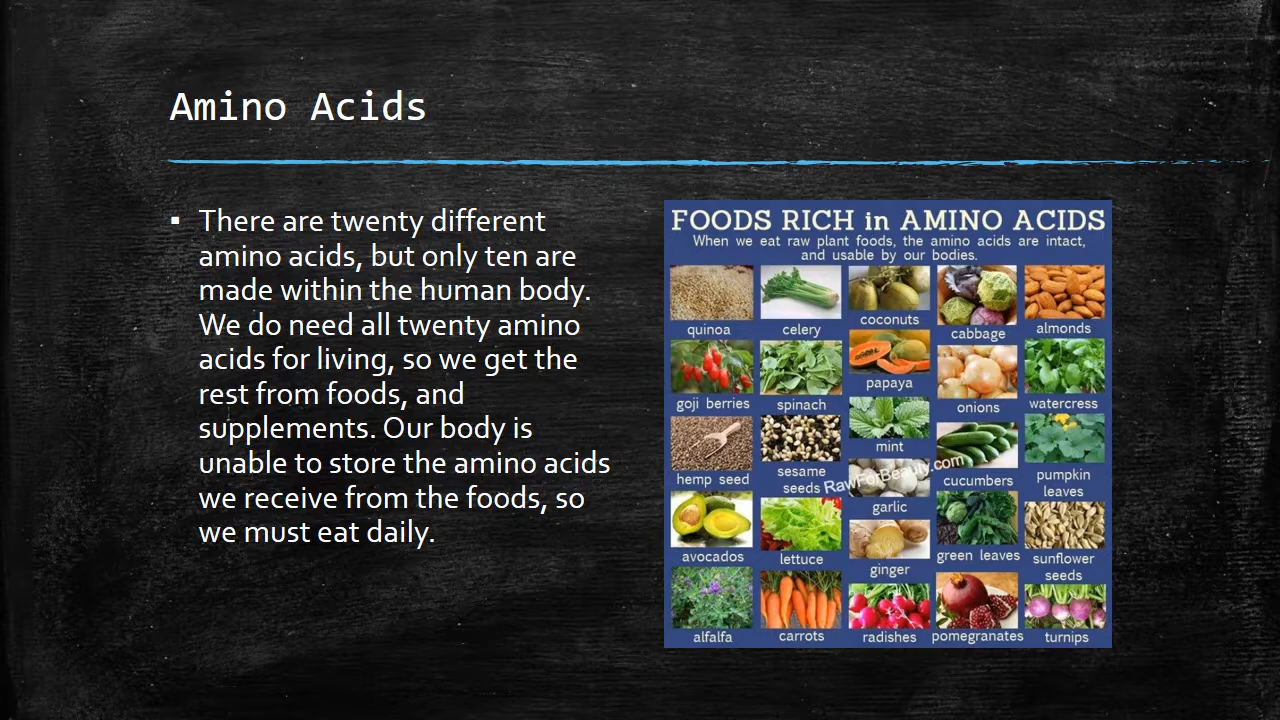 Amino Acids
▪ There are twenty different
amino acids, but only ten are
made within the human body.
We do need all twenty amino
acids for living, so we get the
rest from foods, and
supplements. Our body is
unable to store the amino acids
we receive from the foods, so
we must eat daily.
FOODS RICH in AMINO ACIDS
When we eat raw plant foods, the amino acids are intact,
and usable by our bodies.
quinoa
celery
coconuts
cabbage
almonds
goji berries
spinach
papaya
onions
watercress
hemp seed
sesame
seeds
mint
RawForBeauty.com
garlic
cucumbers
pumpkin
leaves
avocados
lettuce
ginger
green leaves
sunflower
seeds
alfalfa
carrots
radishes
pomegranates
turnips